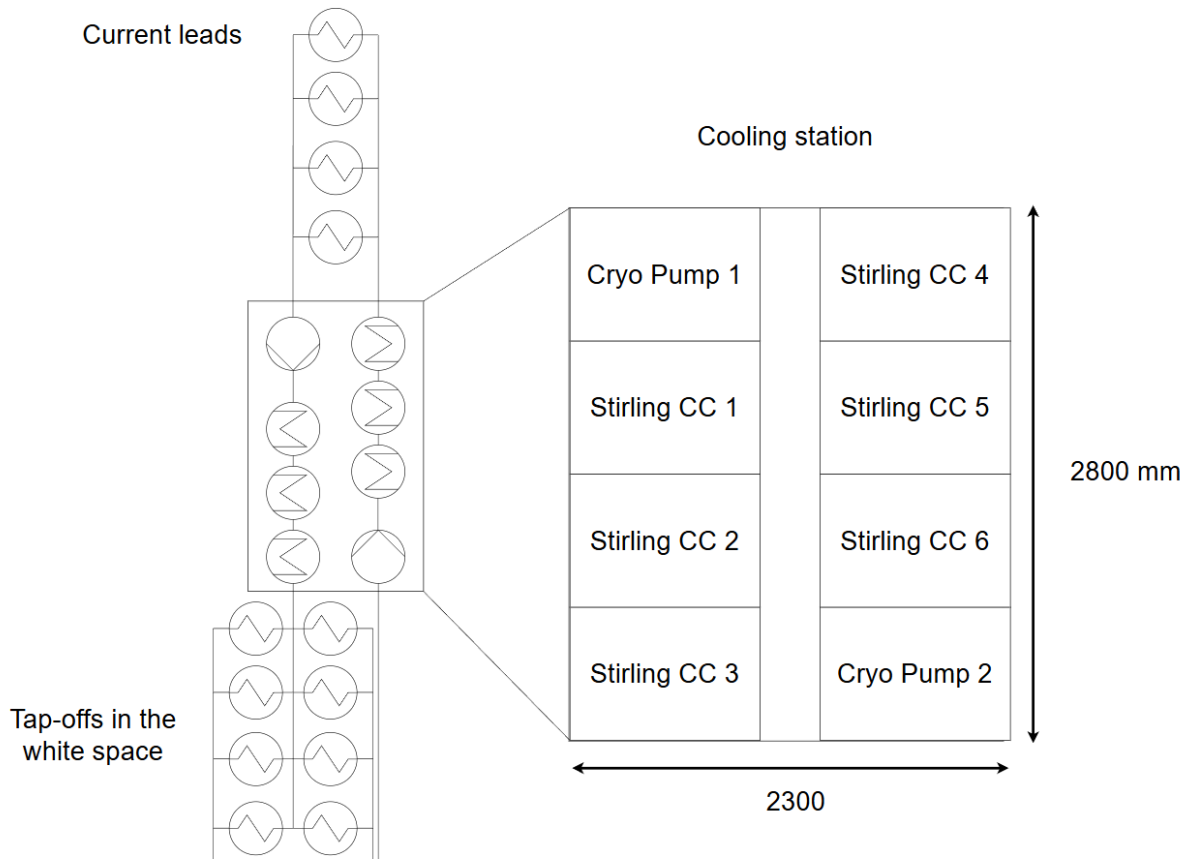 Current leads
Cooling station
Cryo Pump 1
Stirling CC 4
Stirling CC 1
Stirling CC 5
2800 mm
Stirling CC 2
Stirling CC 6
Stirling CC 3
Cryo Pump 2
Tap-offs in the
white space
2300